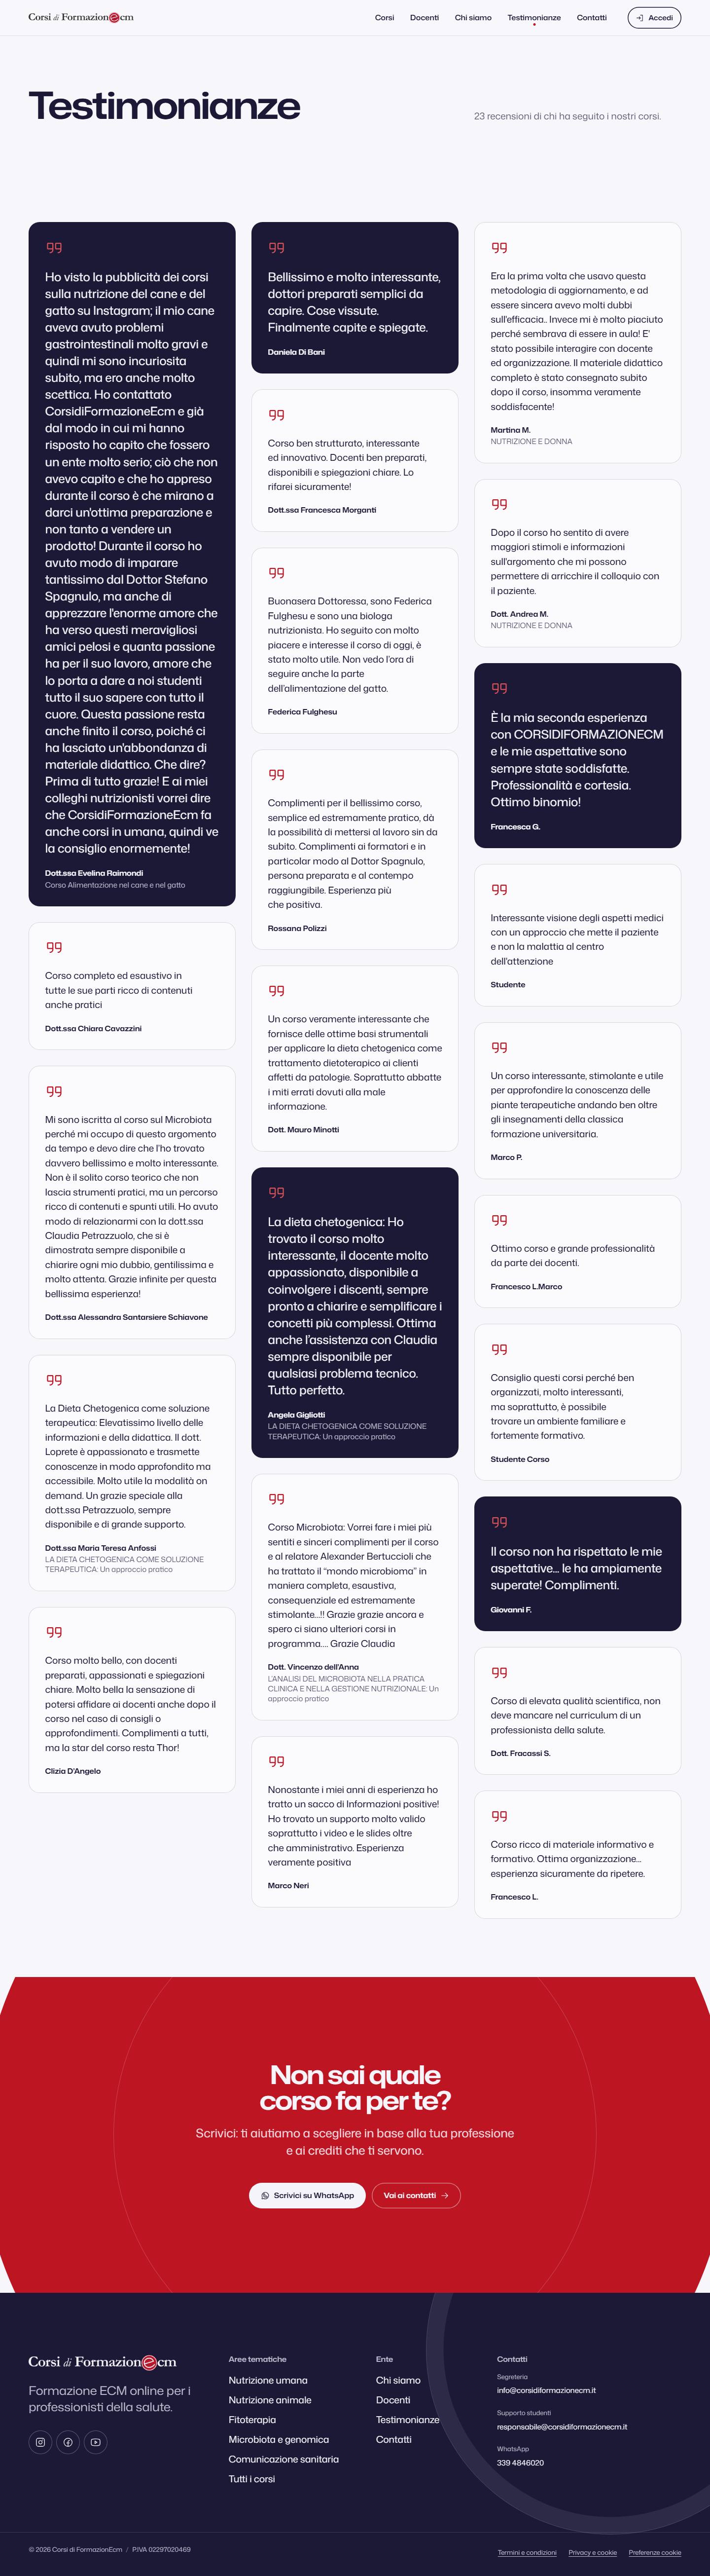 Corsi di Formazionecm
Corsi
Docenti
Chi siamo
Testimonianze
Contatti
Accedi
Testimonianze
23 recensioni di chi ha seguito i nostri corsi.
Ho visto la pubblicità dei corsi
sulla nutrizione del cane e del
gatto su Instagram; il mio cane
aveva avuto problemi
gastrointestinali molto gravi e
quindi mi sono incuriosita
subito, ma ero anche molto
scettica. Ho contattato
CorsidiFormazioneEcm e già
dal modo in cui mi hanno
risposto ho capito che fossero
un ente molto serio; ciò che non
avevo capito e che ho appreso
durante il corso è che mirano a
darci un'ottima preparazione e
non tanto a vendere un
prodotto! Durante il corso ho
avuto modo di imparare
tantissimo dal Dottor Stefano
Spagnulo, ma anche di
apprezzare l'enorme amore che
ha verso questi meravigliosi
amici pelosi e quanta passione
ha per il suo lavoro, amore che
lo porta a dare a noi studenti
tutto il suo sapere con tutto il
cuore. Questa passione resta
anche finito il corso, poiché ci
ha lasciato un'abbondanza di
materiale didattico. Che dire?
Prima di tutto grazie! E ai miei
colleghi nutrizionisti vorrei dire
che CorsidiFormazioneEcm fa
anche corsi in umana, quindi ve
la consiglio enormemente!
Dott.ssa Evelina Raimondi
Corso Alimentazione nel cane e nel gatto
Corso completo ed esaustivo in
tutte le sue parti ricco di contenuti
anche pratici
Dott.ssa Chiara Cavazzini
Mi sono iscritta al corso sul Microbiota
perché mi occupo di questo argomento
da tempo e devo dire che l'ho trovato
davvero bellissimo e molto interessante.
Non è il solito corso teorico che non
lascia strumenti pratici, ma un percorso
ricco di contenuti e spunti utili. Ho avuto
modo di relazionarmi con la dott.ssa
Claudia Petrazzuolo, che si è
dimostrata sempre disponibile a
chiarire ogni mio dubbio, gentilissima e
molto attenta. Grazie infinite per questa
bellissima esperienza!
Dott.ssa Alessandra Santarsiere Schiavone
La Dieta Chetogenica come soluzione
terapeutica: Elevatissimo livello delle
informazioni e della didattica. Il dott.
Loprete è appassionato e trasmette
conoscenze in modo approfondito ma
accessibile. Molto utile la modalità on
demand. Un grazie speciale alla
dott.ssa Petrazzuolo, sempre
disponibile e di grande supporto.
Dott.ssa Maria Teresa Anfossi
LA DIETA CHETOGENICA COME SOLUZIONE
TERAPEUTICA: Un approccio pratico
Corso molto bello, con docenti
preparati, appassionati e spiegazioni
chiare. Molto bella la sensazione di
potersi affidare ai docenti anche dopo il
corso nel caso di consigli o
approfondimenti. Complimenti a tutti,
ma la star del corso resta Thor!
Clizia D'Angelo
Bellissimo e molto interessante,
dottori preparati semplici da
capire. Cose vissute.
Finalmente capite e spiegate.
Daniela Di Bani
Corso ben strutturato, interessante
ed innovativo. Docenti ben preparati,
disponibili e spiegazioni chiare. Lo
rifarei sicuramente!
Dott.ssa Francesca Morganti
Buonasera Dottoressa, sono Federica
Fulghesu e sono una biologa
nutrizionista. Ho seguito con molto
piacere e interesse il corso di oggi, è
stato molto utile. Non vedo l'ora di
seguire anche la parte
dell'alimentazione del gatto.
Federica Fulghesu
Complimenti per il bellissimo corso,
semplice ed estremamente pratico, dà
la possibilità di mettersi al lavoro sin da
subito. Complimenti ai formatori e in
particolar modo al Dottor Spagnulo,
persona preparata e al contempo
raggiungibile. Esperienza più
che positiva.
Rossana Polizzi
Un corso veramente interessante che
fornisce delle ottime basi strumentali
per applicare la dieta chetogenica come
trattamento dietoterapico ai clienti
affetti da patologie. Soprattutto abbatte
i miti errati dovuti alla male
informazione.
Dott. Mauro Minotti
La dieta chetogenica: Ho
trovato il corso molto
interessante, il docente molto
appassionato, disponibile a
coinvolgere i discenti, sempre
pronto a chiarire e semplificare i
concetti più complessi. Ottima
anche l'assistenza con Claudia
sempre disponibile per
qualsiasi problema tecnico.
Tutto perfetto.
Angela Gigliotti
LA DIETA CHETOGENICA COME SOLUZIONE
TERAPEUTICA: Un approccio pratico
Corso Microbiota: Vorrei fare i miei più
sentiti e sinceri complimenti per il corso
e al relatore Alexander Bertuccioli che
ha trattato il “mondo microbioma” in
maniera completa, esaustiva,
consequenziale ed estremamente
stimolante...!! Grazie grazie ancora e
spero ci siano ulteriori corsi in
programma.... Grazie Claudia
Dott. Vincenzo dell'Anna
L'ANALISI DEL MICROBIOTA NELLA PRATICA
CLINICA E NELLA GESTIONE NUTRIZIONALE: Un
approccio pratico
Nonostante i miei anni di esperienza ho
tratto un sacco di Informazioni positive!
Ho trovato un supporto molto valido
soprattutto i video e le slides oltre
che amministrativo. Esperienza
veramente positiva
Marco Neri
Era la prima volta che usavo questa
metodologia di aggiornamento, e ad
essere sincera avevo molti dubbi
sull'efficacia.. Invece mi è molto piaciuto
perché sembrava di essere in aula! E'
stato possibile interagire con docente
ed organizzazione. Il materiale didattico
completo è stato consegnato subito
dopo il corso, insomma veramente
soddisfacente!
Martina M.
NUTRIZIONE E DONNA
Dopo il corso ho sentito di avere
maggiori stimoli e informazioni
sull'argomento che mi possono
permettere di arricchire il colloquio con
il paziente.
Dott. Andrea M.
NUTRIZIONE E DONNA
È la mia seconda esperienza
con CORSIDIFORMAZIONECM
e le mie aspettative sono
sempre state soddisfatte.
Professionalità e cortesia.
Ottimo binomio!
Francesca G.
Interessante visione degli aspetti medici
con un approccio che mette il paziente
e non la malattia al centro
dell'attenzione
Studente
Un corso interessante, stimolante e utile
per approfondire la conoscenza delle
piante terapeutiche andando ben oltre
gli insegnamenti della classica
formazione universitaria.
Marco P.
Ottimo corso e grande professionalità
da parte dei docenti.
Francesco L.Marco
Consiglio questi corsi perché ben
organizzati, molto interessanti,
ma soprattutto, è possibile
trovare un ambiente familiare e
fortemente formativo.
Studente Corso
Il corso non ha rispettato le mie
aspettative... le ha ampiamente
superate! Complimenti.
Giovanni F.
Corso di elevata qualità scientifica, non
deve mancare nel curriculum di un
professionista della salute.
Dott. Fracassi S.
Corso ricco di materiale informativo e
formativo. Ottima organizzazione...
esperienza sicuramente da ripetere.
Francesco L.
Non sai quale
corso fa per te?
Scrivici: ti aiutiamo a scegliere in base alla tua professione
e ai crediti che ti servono.
Scrivici su WhatsApp
Vai ai contatti
Corsi di Formazionecm
Formazione ECM online per i
professionisti della salute.
Aree tematiche
Nutrizione umana
Nutrizione animale
Fitoterapia
Microbiota e genomica
Comunicazione sanitaria
Tutti i corsi
Ente
Chi siamo
Docenti
Testimonianze
Contatti
Contatti
Segreteria
info@corsidiformazionecm.it
Supporto studenti
responsabile@corsidiformazionecm.it
WhatsApp
339 4846020
© 2026 Corsi di FormazionEcm / P.IVA 02297020469
Termini e condizioni
Privacy e cookie
Preferenze cookie